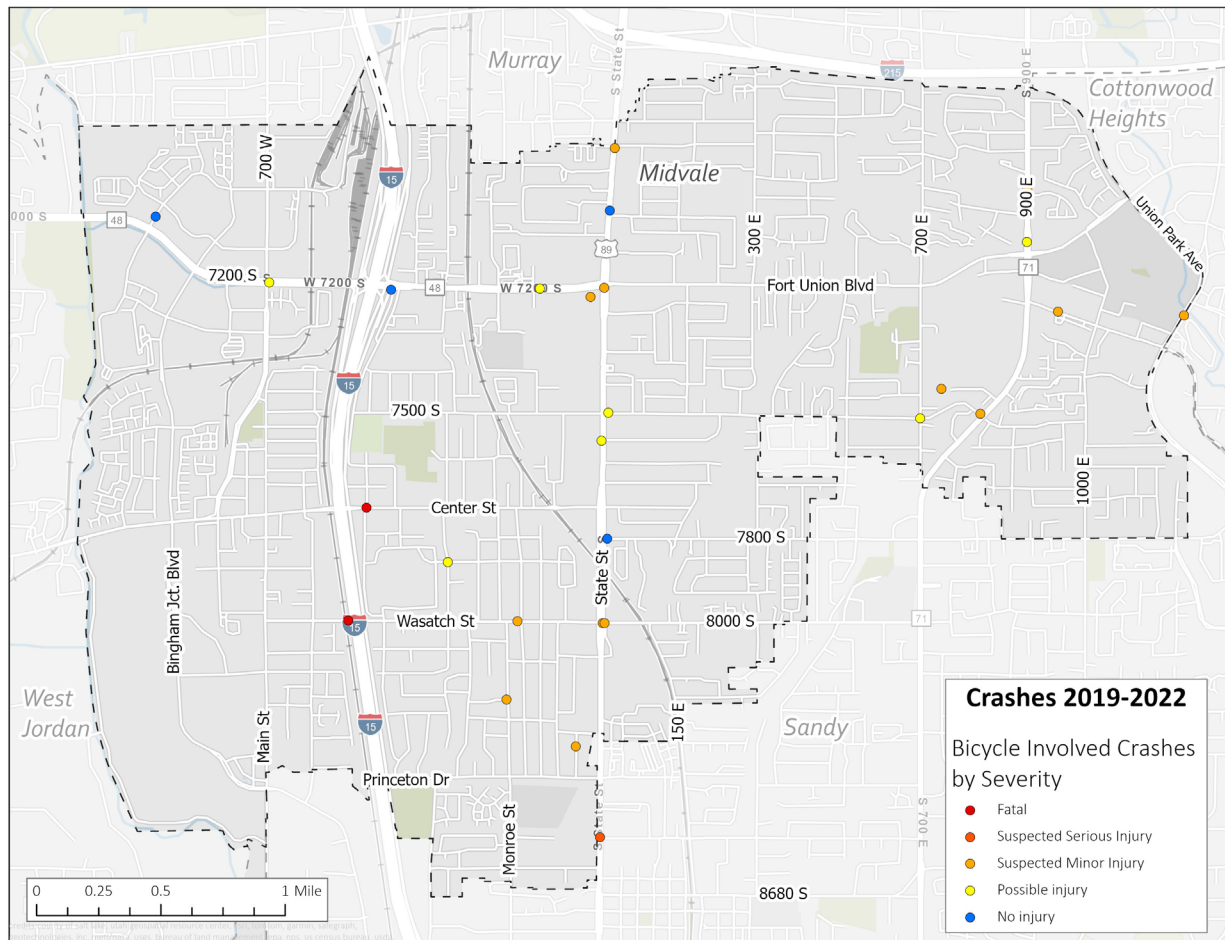 Murray
S State St
215
S 900 E
Cottonwood
Heights
700 W
15
Midvale
900 E
Union Park Ave
000 S
48
300 E
700 E
89
71
7200 S
W 7200 S
48
W 7200 S
Fort Union Blvd
15
7500 S
1000 E
Center St
7800 S
State St
Bingham Jct. Blvd
15
Wasatch St
8000 S
71
West
Jordan
Main St
15
150 E
Sandy
Princeton Dr
S State St
Monroe St
S 700 E
8680 S
Crashes 2019-2022
Bicycle Involved Crashes
by Severity
Fatal
Suspected Serious Injury
Suspected Minor Injury
Possible injury
No injury
0 0.25 0.5 1 Mile